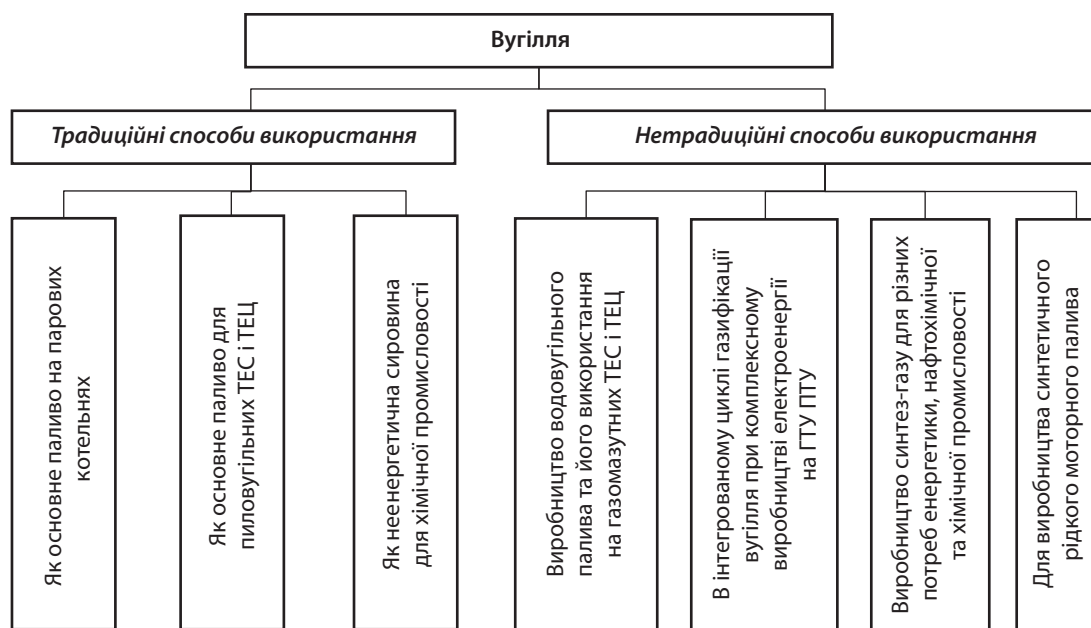 Вугілля
Традиційні способи використання
Нетрадиційні способи використання
Як основне паливо на парових
котельнях
Як основне паливо для
пиловугільних ТЕС і ТЕЦ
Як неенергетична сировина
для хімічної промисловості
Виробництво водовугільного
палива та його використання
на газомазутних ТЕС і ТЕЦ
В інтегрованому циклі газифікації
вугілля при комплексному
виробництві електроенергії
на ГТУ ПТУ
Виробництво синтез-газу для різних
потреб енергетики, нафтохімічної
та хімічної промисловості
Для виробництва синтетичного
рідкого моторного палива